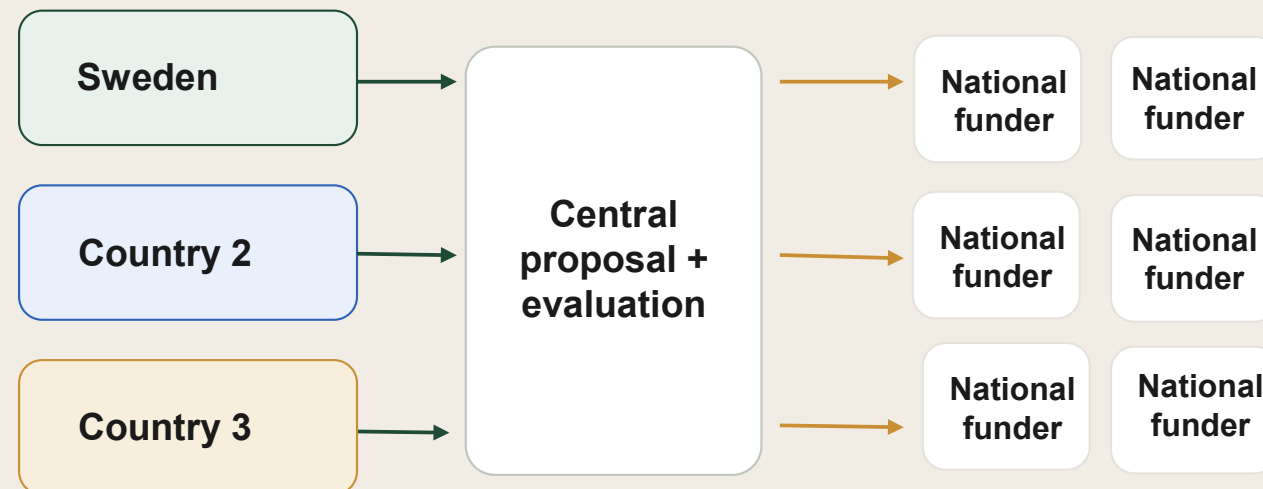 Sweden
Country 2
Country 3
Central
proposal +
evaluation
National
funder
National
funder
National
funder
National
funder
National
funder
National
funder